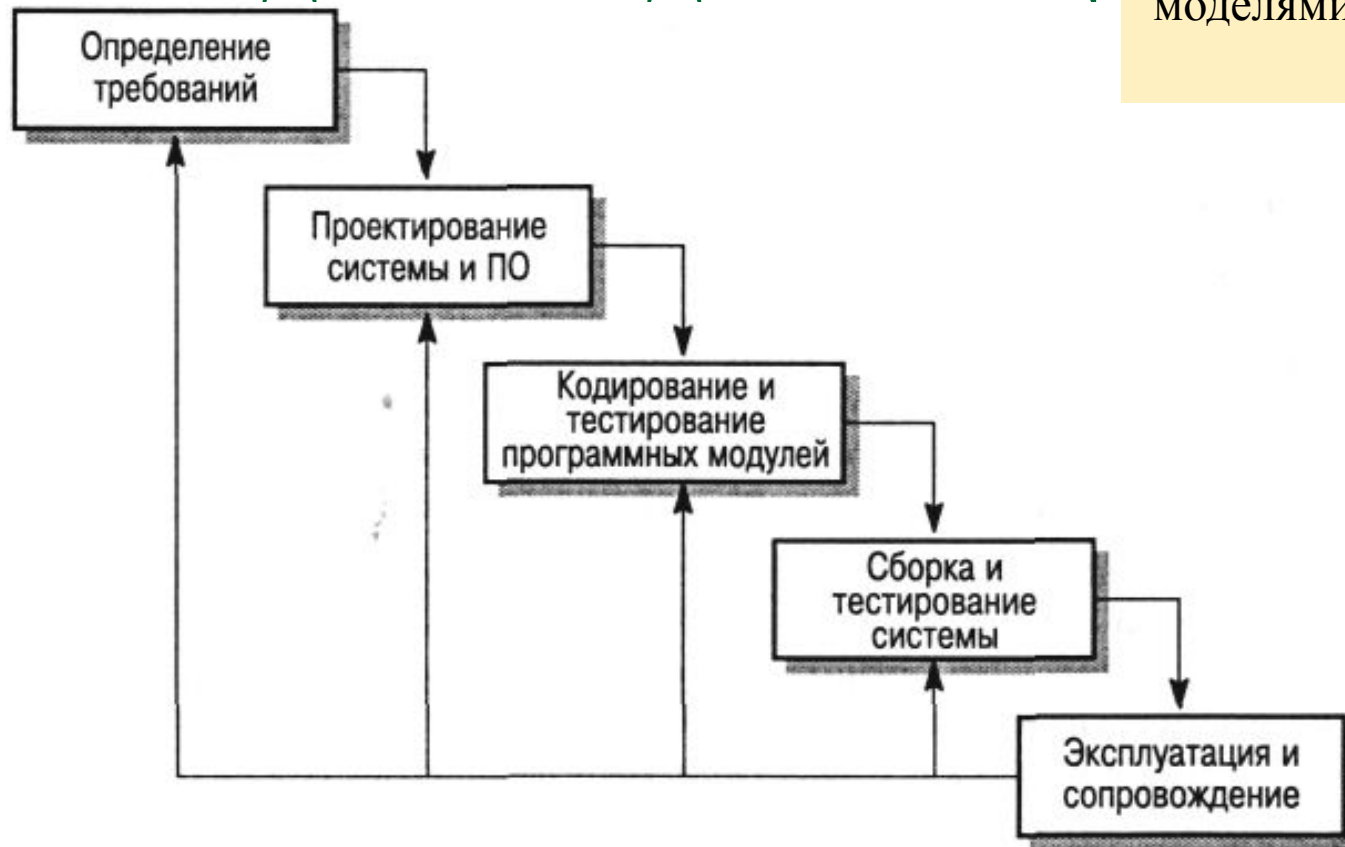 моделями
Определение
требований
Проектирование
системы и ПО
Кодирование и
тестирование
программных модулей
Сборка и
тестирование
системы
Эксплуатация и
сопровождение